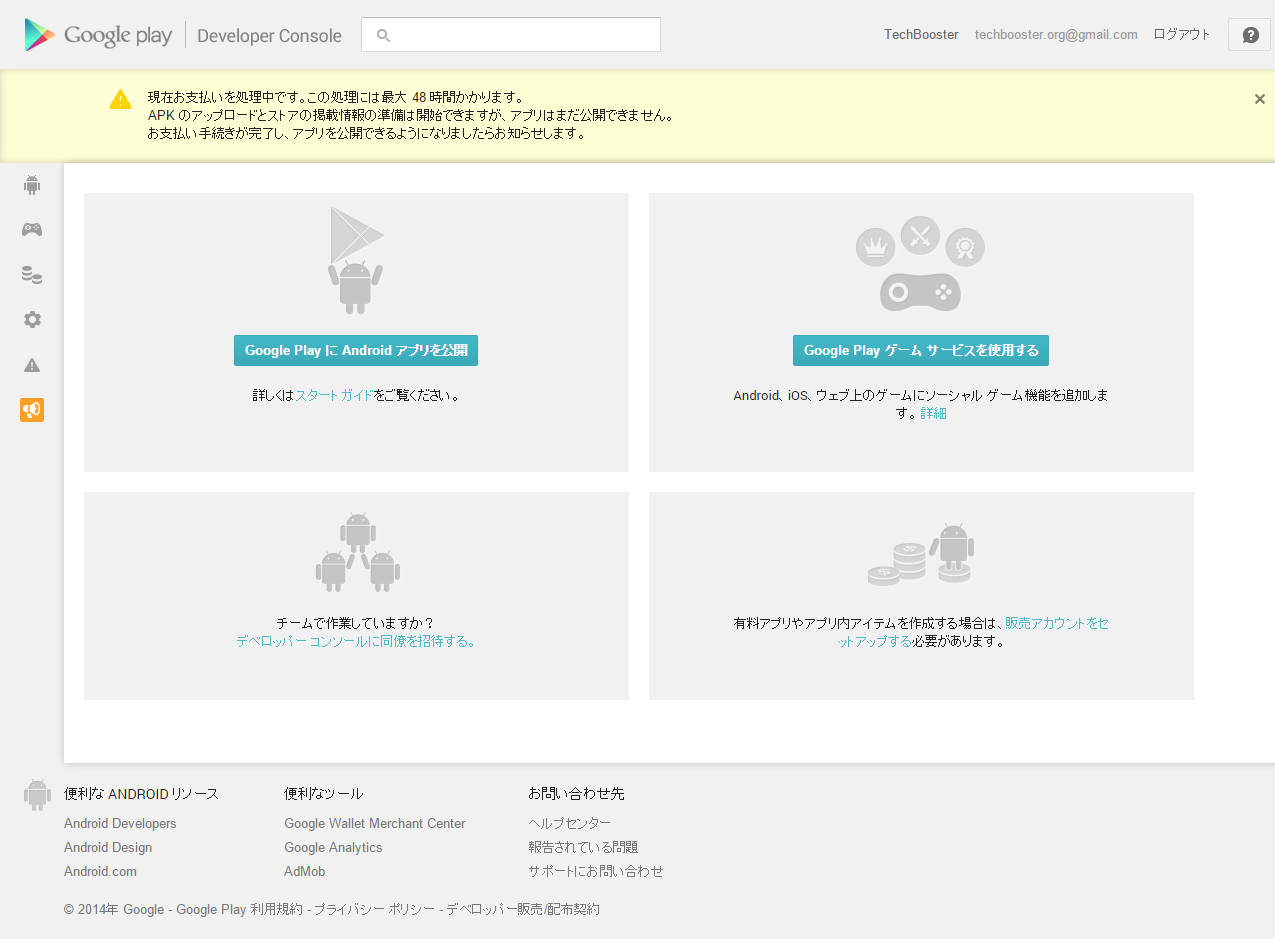 Google play Developer Console
TechBooster techbooster.org@gmail.com ログアウト
現在お支払いを処理中です。この処理には最大 48 時間かかります。
APK のアップロードとストアの掲載情報の準備は開始できますが、アプリはまだ公開できません。
お支払い手続きが完了し、アプリを公開できるようになりましたらお知らせします。
Google Play に Android アプリを公開
詳しくはスタート ガイドをご覧ください。
Google Play ゲーム サービスを使用する
Android、iOS、ウェブ上のゲームにソーシャル ゲーム機能を追加しま
す。 詳細
チームで作業していますか？
デベロッパー コンソールに同僚を招待する。
有料アプリやアプリ内アイテムを作成する場合は、販売アカウントをセ
ットアップする必要があります。
便利な ANDROID リソース
Android Developers
Android Design
Android.com
便利なツール
Google Wallet Merchant Center
Google Analytics
AdMob
お問い合わせ先
ヘルプセンター
報告されている問題
サポートにお問い合わせ
© 2014年 Google - Google Play 利用規約 - プライバシー ポリシー - デベロッパー販売/配布契約